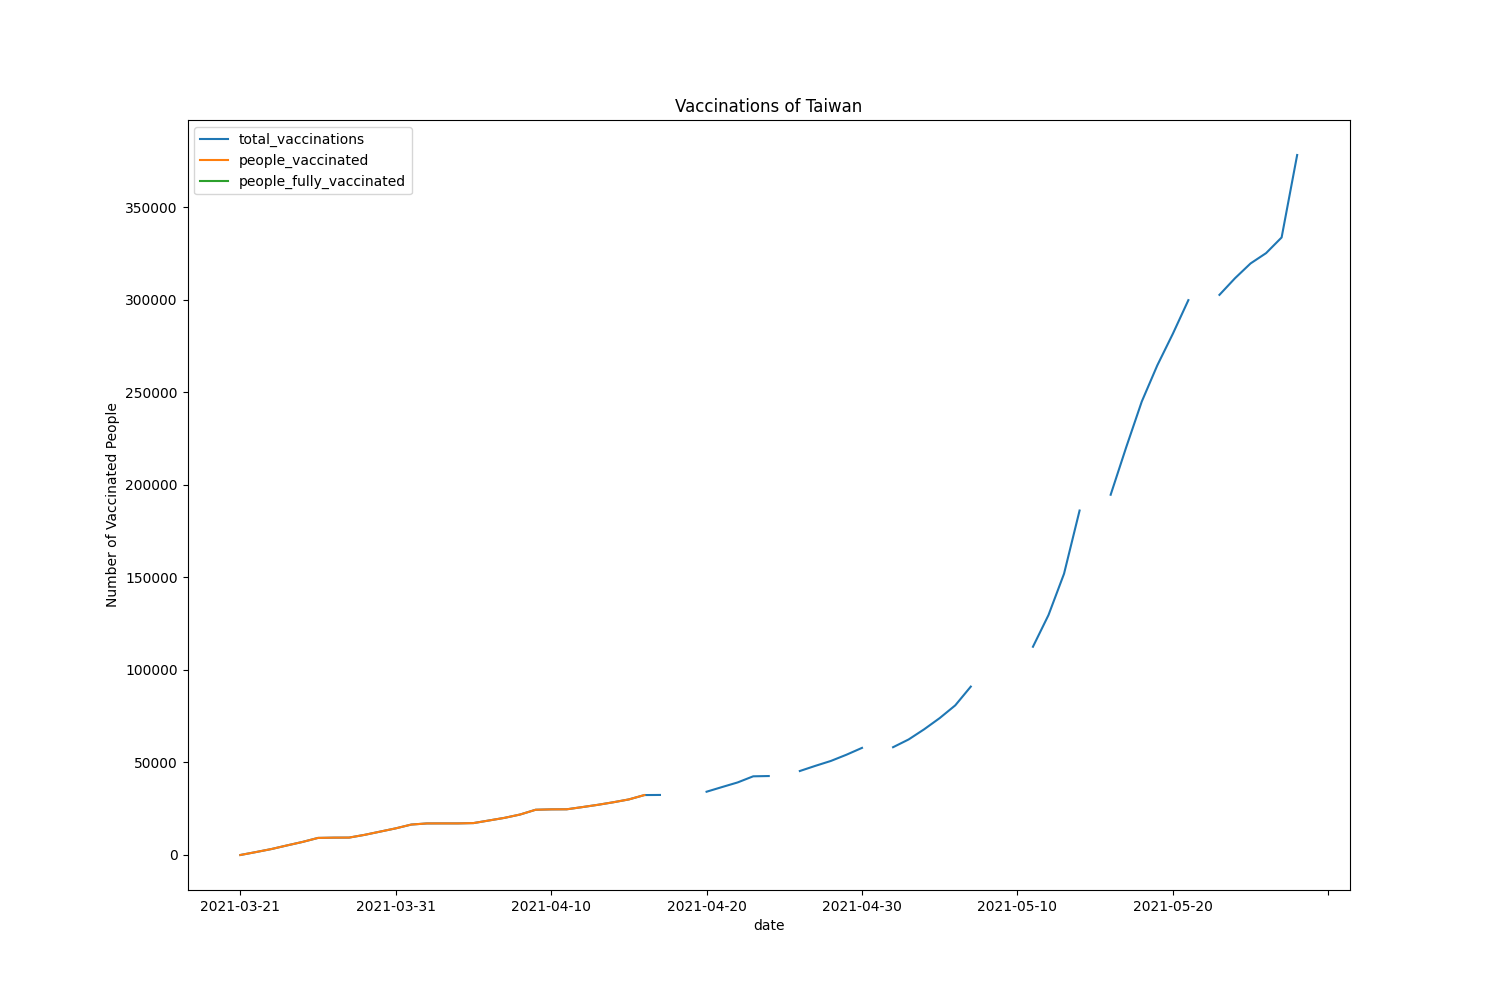 Vaccinations of Taiwan
total_vaccinations
people_vaccinated
people_fully_vaccinated
350000
300000
250000
200000
150000
100000
50000
0
Number of Vaccinated People
2021-03-21 2021-03-31 2021-04-10 2021-04-20 2021-04-30 2021-05-10 2021-05-20
date